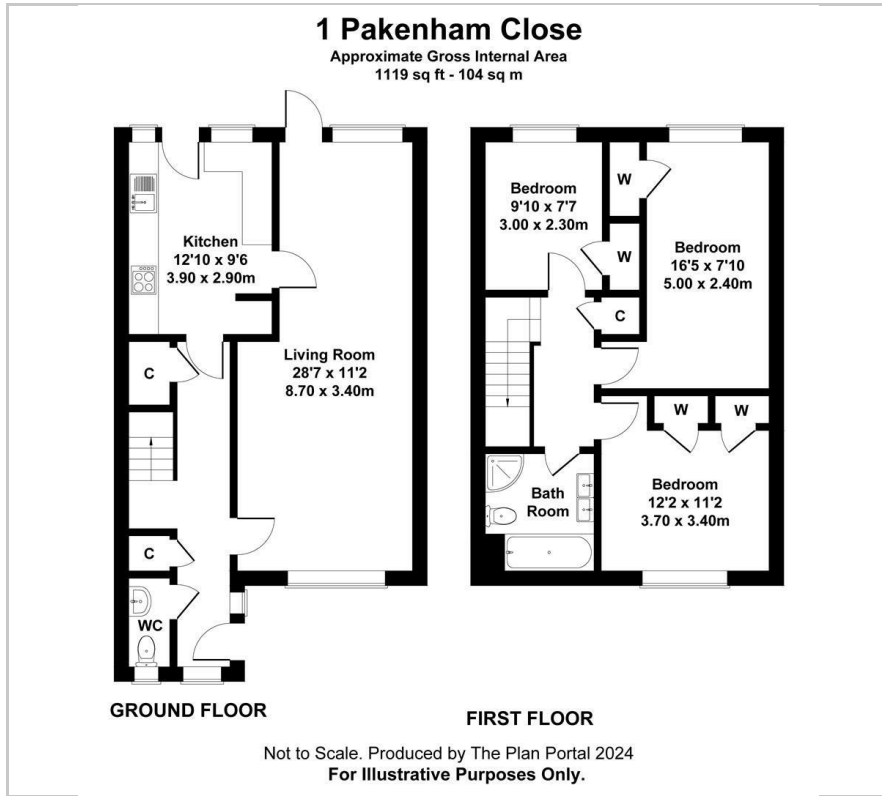 1 Pakenham Close
Approximate Gross Internal Area
1119 sq ft - 104 sq m
Kitchen
12'10 x 9'6
3.90 x 2.90m
Living Room
28'7 x 11'2
8.70 x 3.40m
C
C
WC
GROUND FLOOR
Bedroom
9'10 x 7'7
3.00 x 2.30m
W
W
Bedroom
16'5 x 7'10
5.00 x 2.40m
C
W
W
Bedroom
12'2 x 11'2
3.70 x 3.40m
Bath
Room
FIRST FLOOR
Not to Scale. Produced by The Plan Portal 2024
For Illustrative Purposes Only.